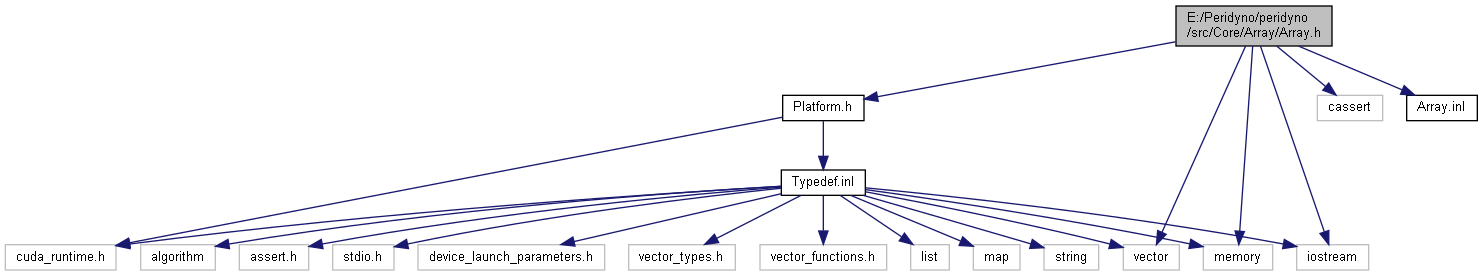 E:/Peridyno/peridyno
/src/Core/Array/Array.h
Platform.h
cassert
Array.inl
Typedef.inl
cuda_runtime.h
algorithm
assert.h
stdio.h
device_launch_parameters.h
vector_types.h
vector_functions.h
list
map
string
vector
memory
iostream